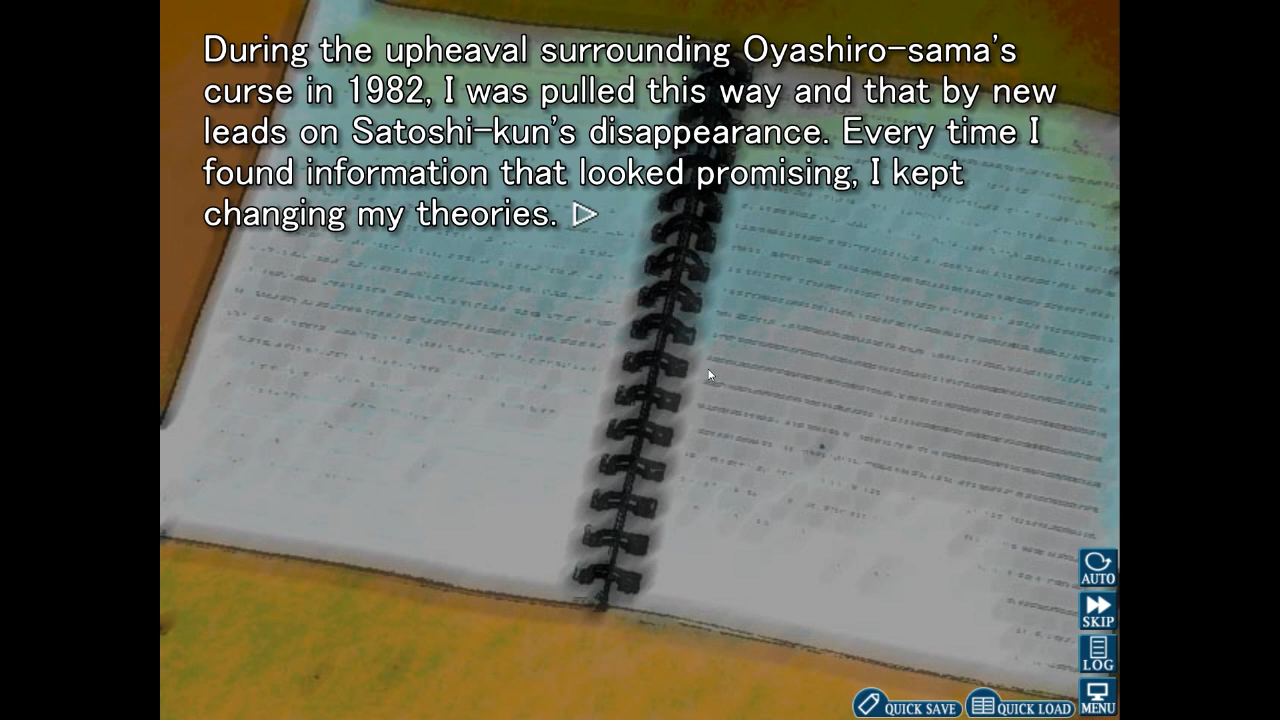 During the upheaval surrounding Oyashiro-sama's
curse in 1982, I was pulled this way and that by new
leads on Satoshi-kun's disappearance. Every time I
found information that looked promising, I kept
changing my theories. ▷
AUTO
SKIP
LOG
QUICK SAVE
QUICK LOAD
MENU